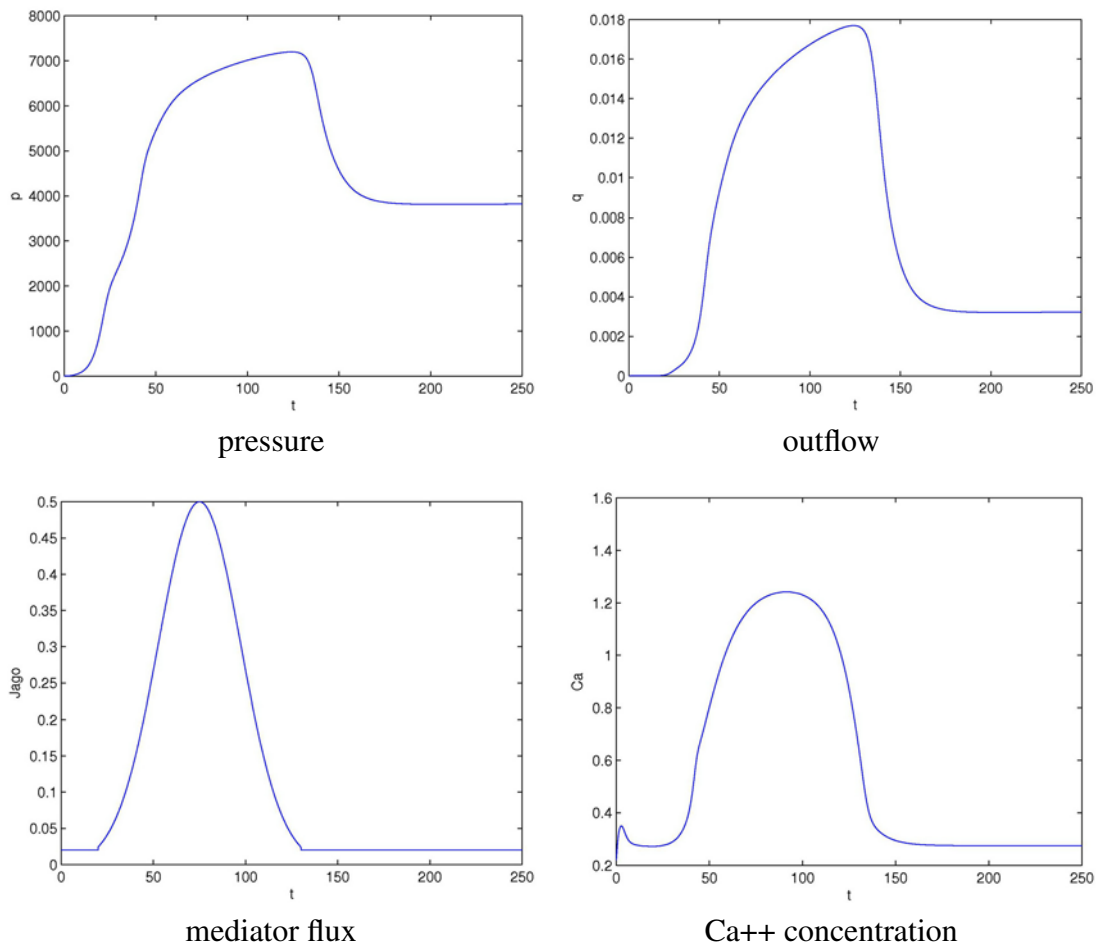 8000
7000
6000
5000
4000
3000
2000
1000
0
p
0 50 100 150 200 250
t
pressure
0.018
0.016
0.014
0.012
0.01
0.008
0.006
0.004
0.002
0
q
0 50 100 150 200 250
t
outflow
0.5
0.45
0.4
0.35
0.3
0.25
0.2
0.15
0.1
0.05
0
Jago
0 50 100 150 200 250
t
mediator flux
1.6
1.4
1.2
1
0.8
0.6
0.4
0.2
Ca
0 50 100 150 200 250
t
Ca++ concentration